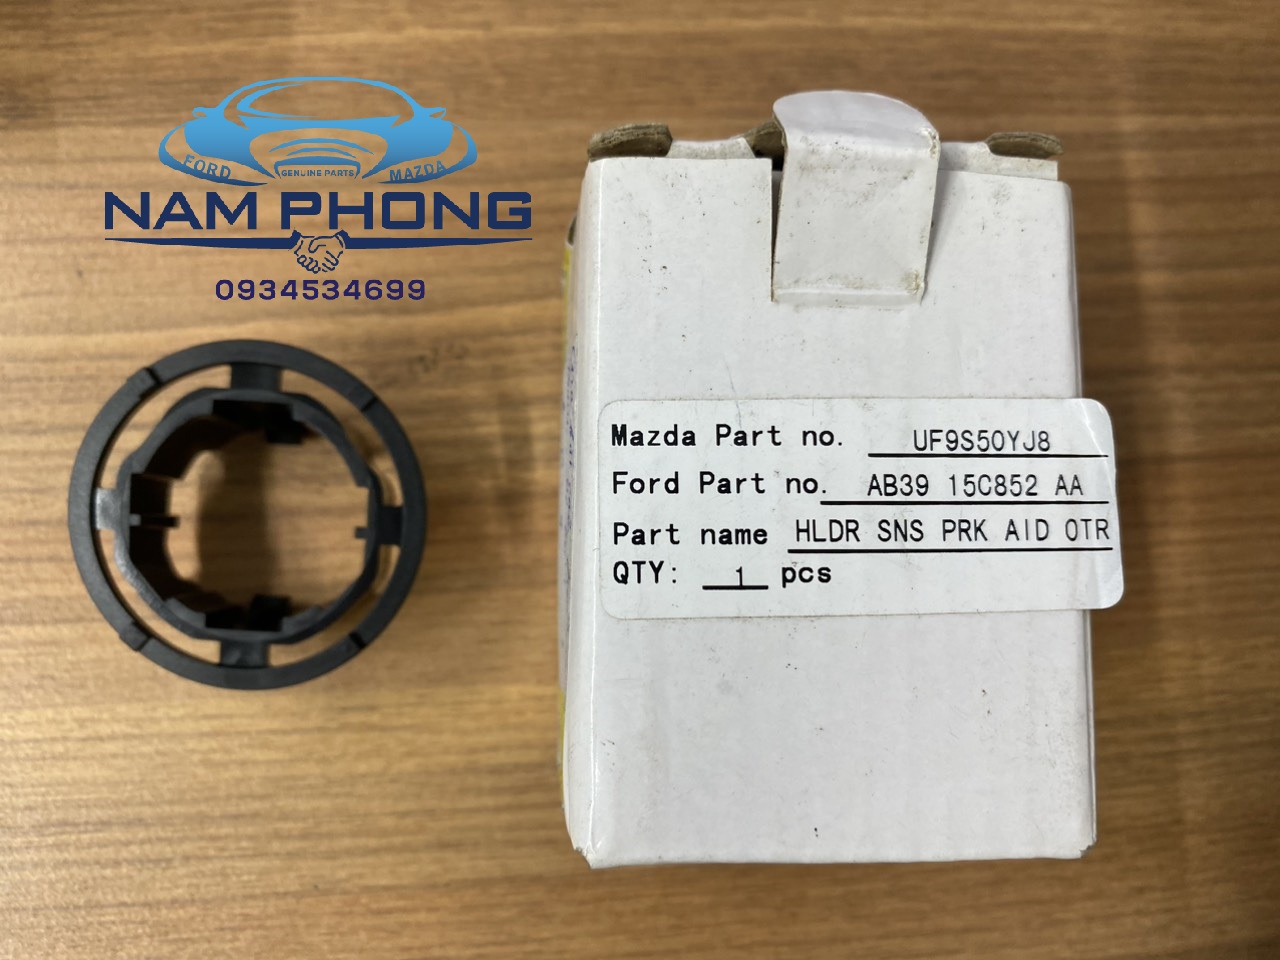 FORD
GENUINE PARTS
MAZDA
NAM PHONG
0934534699
Mazda Part no. UF9S50YJ8
Ford Part no. AB39 15C852 AA
Part name HLDR SNS PRK AID OTR
QTY: 1 pcs